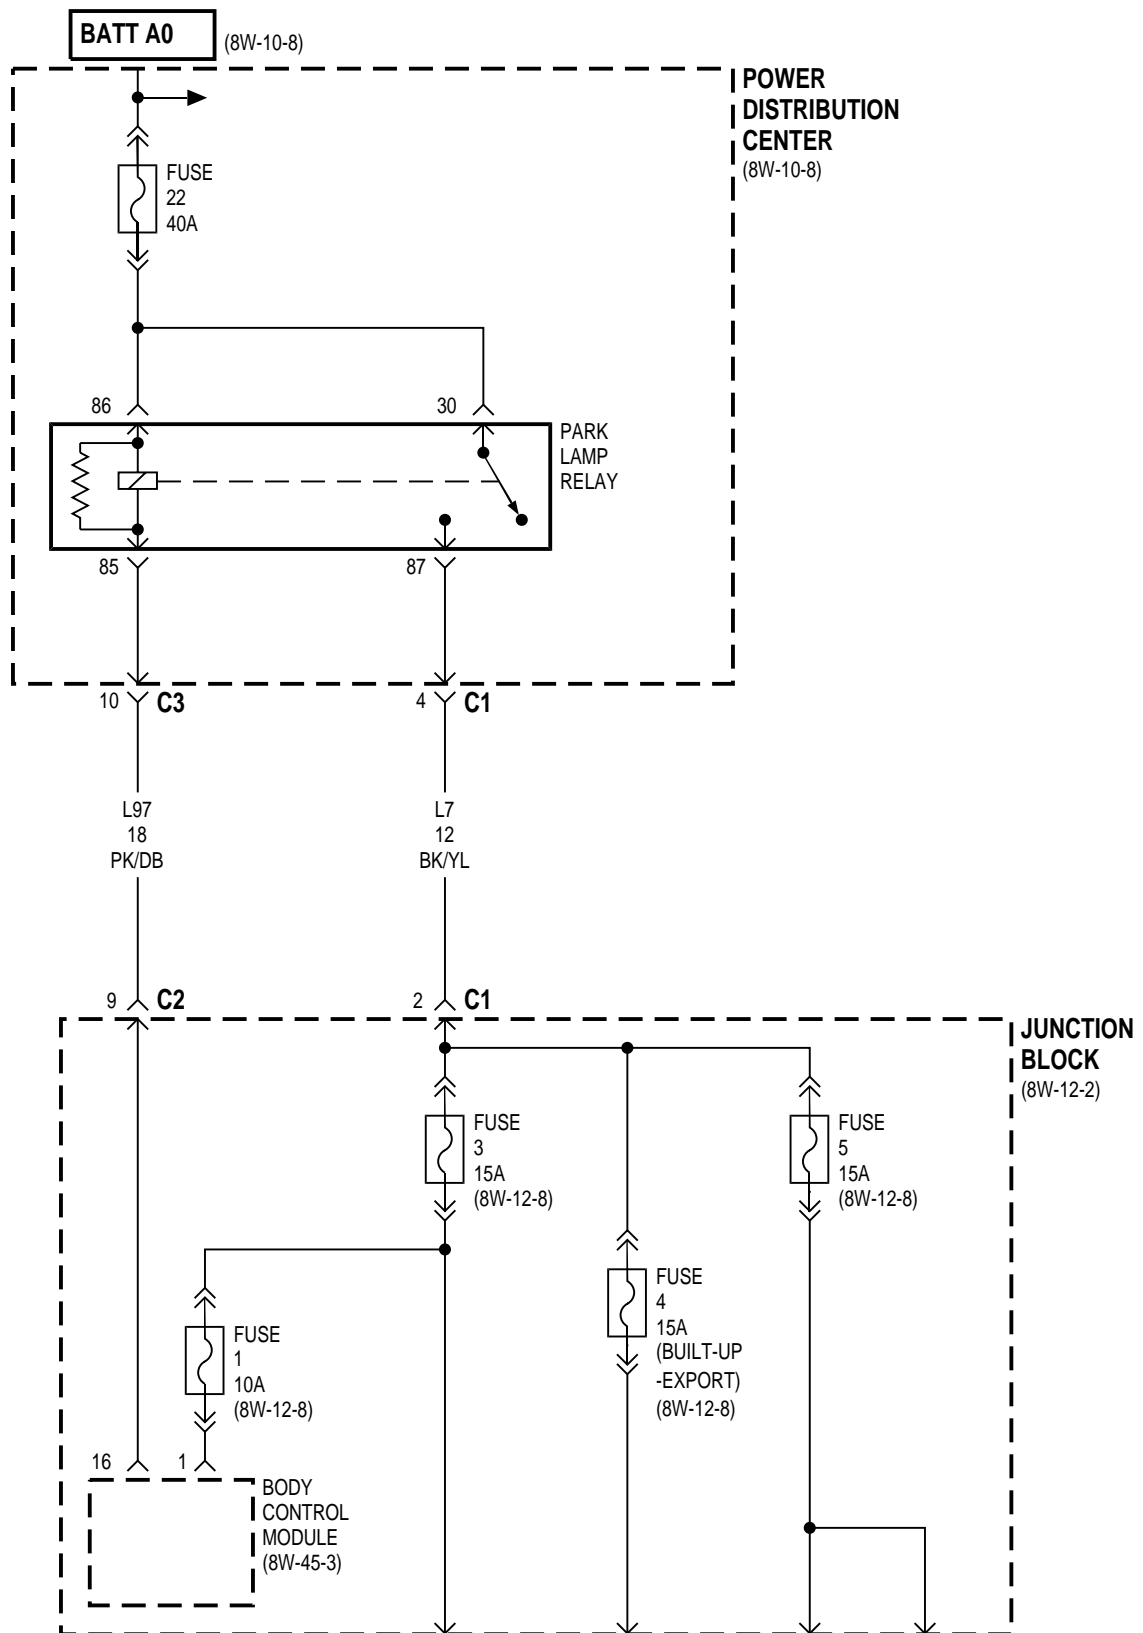 BATT A0
(8W-10-8)
POWER
DISTRIBUTION
CENTER
(8W-10-8)
FUSE
22
40A
86
30
PARK
LAMP
RELAY
85
87
10
C3
4
C1
L97
18
PK/DB
L7
12
BK/YL
9
C2
2
C1
JUNCTION
BLOCK
(8W-12-2)
FUSE
3
15A
(8W-12-8)
FUSE
5
15A
(8W-12-8)
FUSE
4
15A
(BUILT-UP
-EXPORT)
(8W-12-8)
FUSE
1
10A
(8W-12-8)
16
1
BODY
CONTROL
MODULE
(8W-45-3)